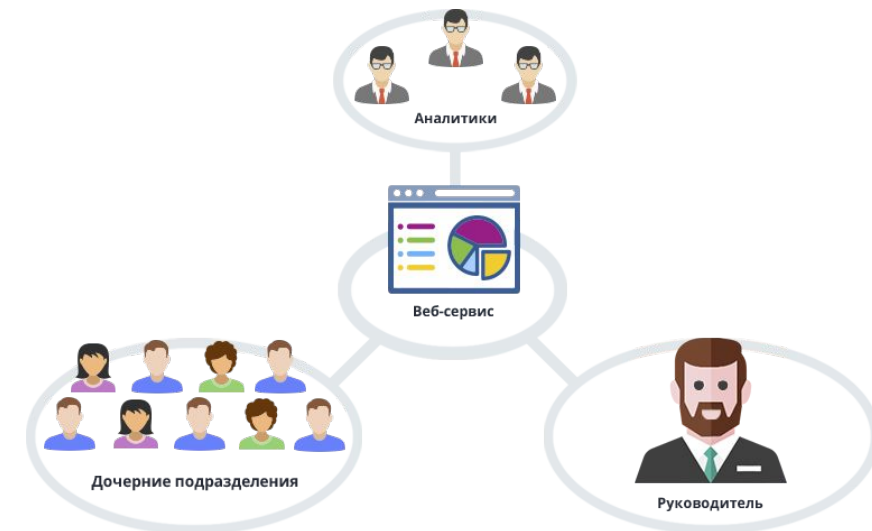 Аналитики
Веб-сервис
Дочерние подразделения
Руководитель